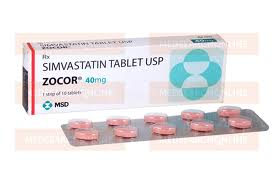 Rx
SIMVASTATIN TABLET USP
ZOCOR® 40mg
1 strip of 10 tablets
MSD